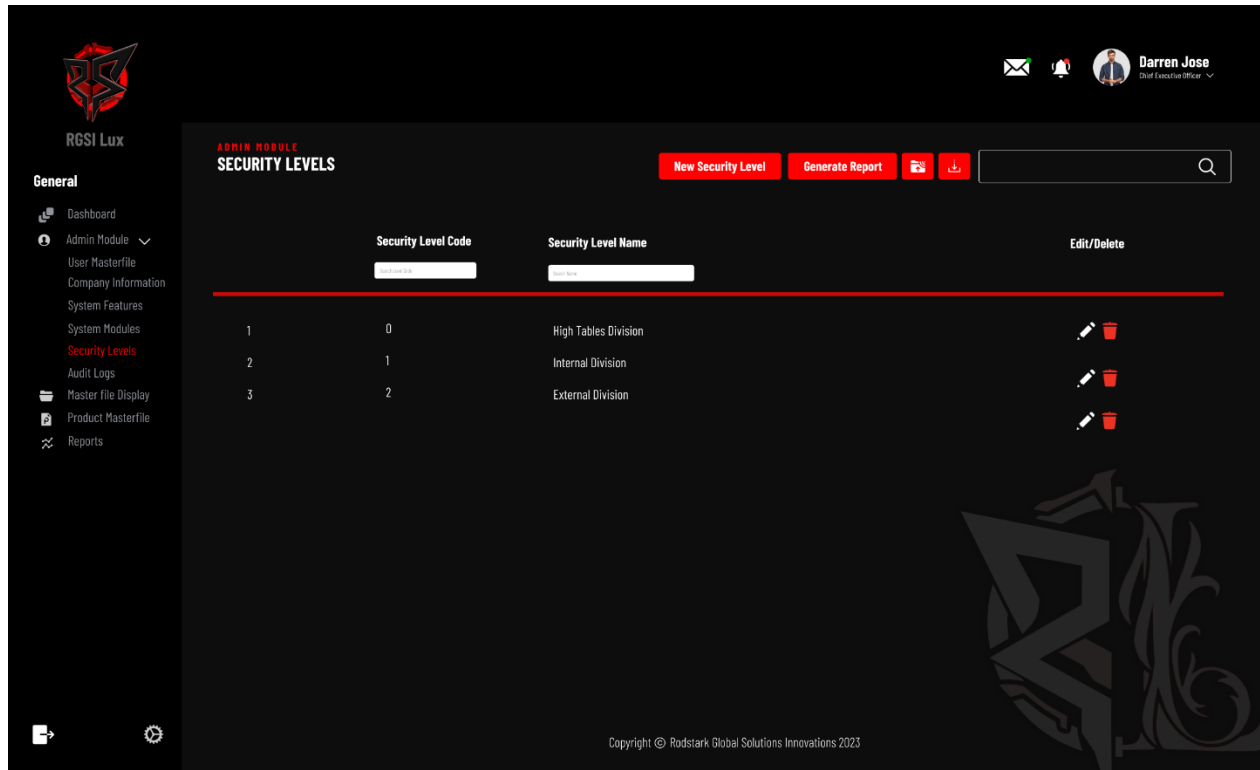 RGSI Lux
General
Dashboard
Admin Module
User Masterfile
Company Information
System Features
System Modules
Security Levels
Audit Logs
Master file Display
Product Masterfile
Reports
Darren Jose
Chief Executive Officer
ADMIN MODULE
SECURITY LEVELS
New Security Level
Generate Report
Security Level Code
Security Level Name
Edit/Delete
1 0 High Tables Division
2 1 Internal Division
3 2 External Division
Copyright © Rodstark Global Solutions Innovations 2023